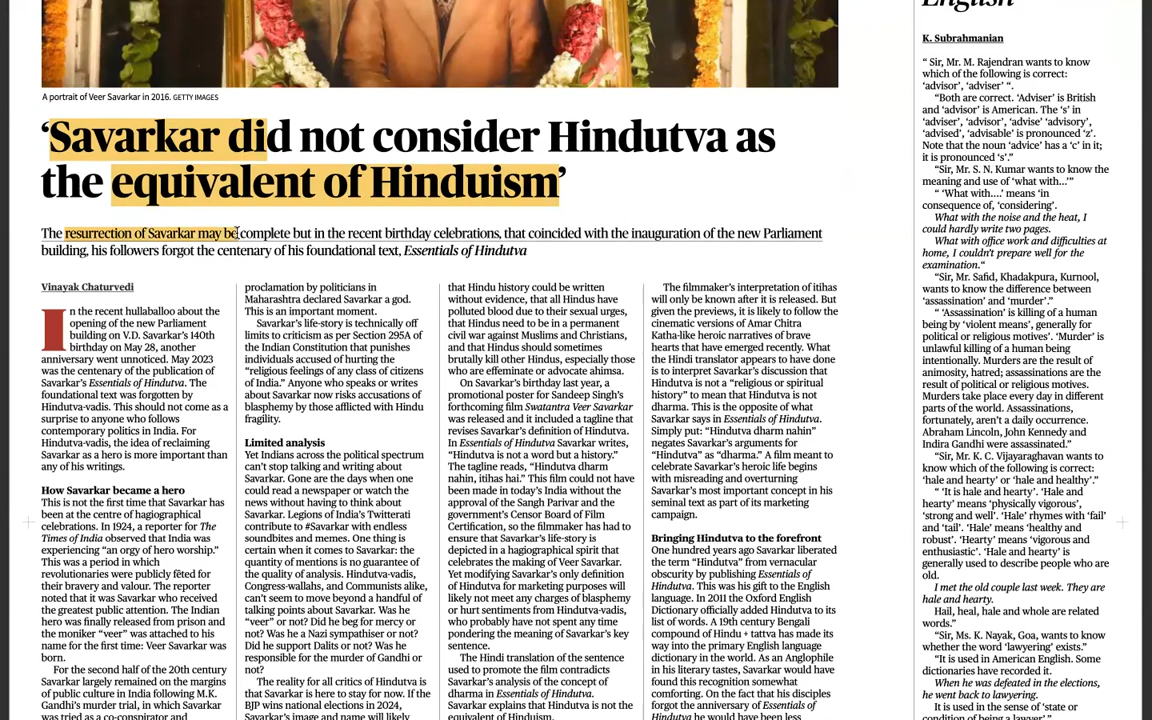 English
A portrait of Veer Savarkar in 2016. GETTY IMAGES
‘Savarkar did not consider Hindutva as
the equivalent of Hinduism’
The resurrection of Savarkar may be complete but in the recent birthday celebrations, that coincided with the inauguration of the new Parliament
building, his followers forgot the centenary of his foundational text, Essentials of Hindutva
Vinayak Chaturvedi
In the recent hullaballoo about the
opening of the new Parliament
building on V.D. Savarkar’s 140th
birthday on May 28, another
anniversary went unnoticed. May 2023
was the centenary of the publication of
Savarkar’s Essentials of Hindutva. The
foundational text was forgotten by
Hindutva-vadis. This should not come as a
surprise to anyone who follows
contemporary politics in India. For
Hindutva-vadis, the idea of reclaiming
Savarkar as a hero is more important than
any of his writings.
How Savarkar became a hero
This is not the first time that Savarkar has
been at the centre of hagiographical
celebrations. In 1924, a reporter for The
Times of India observed that India was
experiencing “an orgy of hero worship.”
This was a period in which
revolutionaries were publicly fêted for
their bravery and valour. The reporter
noted that it was Savarkar who received
the greatest public attention. The Indian
hero was finally released from prison and
the moniker “veer” was attached to his
name for the first time: Veer Savarkar was
born.
For the second half of the 20th century
Savarkar largely remained on the margins
of public culture in India following M.K.
Gandhi’s murder trial, in which Savarkar
was tried as a co-conspirator and
proclamation by politicians in
Maharashtra declared Savarkar a god.
This is an important moment.
Savarkar’s life-story is technically off
limits to criticism as per Section 295A of
the Indian Constitution that punishes
individuals accused of hurting the
“religious feelings of any class of citizens
of India.” Anyone who speaks or writes
about Savarkar now risks accusations of
blasphemy by those afflicted with Hindu
fragility.
Limited analysis
Yet Indians across the political spectrum
can’t stop talking and writing about
Savarkar. Gone are the days when one
could read a newspaper or watch the
news without having to think about
Savarkar. Legions of India’s Twitterati
contribute to #Savarkar with endless
soundbites and memes. One thing is
certain when it comes to Savarkar: the
quantity of mentions is no guarantee of
the quality of analysis. Hindutva-vadis,
Congress-wallahs, and Communists alike,
can’t seem to move beyond a handful of
talking points about Savarkar. Was he
“veer” or not? Did he beg for mercy or
not? Was he a Nazi sympathiser or not?
Did he support Dalits or not? Was he
responsible for the murder of Gandhi or
not?
The reality for all critics of Hindutva is
that Savarkar is here to stay for now. If the
BJP wins national elections in 2024,
Savarkar’s image and name will likely
that Hindu history could be written
without evidence, that all Hindus have
polluted blood due to their sexual urges,
that Hindus need to be in a permanent
civil war against Muslims and Christians,
and that Hindus should sometimes
brutally kill other Hindus, especially those
who are effeminate or advocate ahimsa.
On Savarkar’s birthday last year, a
promotional poster for Sandeep Singh’s
forthcoming film Swatantra Veer Savarkar
was released and it included a tagline that
revises Savarkar’s definition of Hindutva.
In Essentials of Hindutva Savarkar writes,
“Hindutva is not a word but a history.”
The tagline reads, “Hindutva dharm
nahin, itihas hai.” This film could not have
been made in today’s India without the
approval of the Sangh Parivar and the
government’s Censor Board of Film
Certification, so the filmmaker has had to
ensure that Savarkar’s life-story is
depicted in a hagiographical spirit that
celebrates the making of Veer Savarkar.
Yet modifying Savarkar’s only definition
of Hindutva for marketing purposes will
likely not meet any charges of blasphemy
or hurt sentiments from Hindutva-vadis,
who probably have not spent any time
pondering the meaning of Savarkar’s key
sentence.
The Hindi translation of the sentence
used to promote the film contradicts
Savarkar’s analysis of the concept of
dharma in Essentials of Hindutva.
Savarkar explains that Hindutva is not the
equivalent of Hinduism.
The filmmaker’s interpretation of itihas
will only be known after it is released. But
given the previews, it is likely to follow the
cinematic versions of Amar Chitra
Katha-like heroic narratives of brave
hearts that have emerged recently. What
the Hindi translator appears to have done
is to interpret Savarkar’s discussion that
Hindutva is not a “religious or spiritual
history” to mean that Hindutva is not
dharma. This is the opposite of what
Savarkar says in Essentials of Hindutva.
Simply put: “Hindutva dharm nahin”
negates Savarkar’s arguments for
“Hindutva” as “dharma.” A film meant to
celebrate Savarkar’s heroic life begins
with misreading and overturning
Savarkar’s most important concept in his
seminal text as part of its marketing
campaign.
Bringing Hindutva to the forefront
One hundred years ago Savarkar liberated
the term “Hindutva” from vernacular
obscurity by publishing Essentials of
Hindutva. This was his gift to the English
language. In 2011 the Oxford English
Dictionary officially added Hindutva to its
list of words. A 19th century Bengali
compound of Hindu + tattva has made its
way into the primary English language
dictionary in the world. As an Anglophile
in his literary tastes, Savarkar would have
found this recognition somewhat
comforting. On the fact that his disciples
forgot the anniversary of Essentials of
Hindutva he would have been less
K. Subrahmanian
“ Sir, Mr. M. Rajendran wants to know
which of the following is correct:
‘advisor’, ‘adviser’ “.
“Both are correct. ‘Adviser’ is British
and ‘advisor’ is American. The ‘s’ in
‘adviser’, ‘advisor’, ‘advise’ ‘advisory’,
‘advised’, ‘advisable’ is pronounced ‘z’.
Note that the noun ‘advice’ has a ‘c’ in it;
it is pronounced ‘s’.”
“Sir, Mr. S. N. Kumar wants to know the
meaning and use of ‘what with...’”
“ ‘What with....’ means ‘in
consequence of, ‘considering’.
What with the noise and the heat, I
could hardly write two pages.
What with office work and difficulties at
home, I couldn’t prepare well for the
examination.“
“Sir, Mr. Safid, Khadakpura, Kurnool,
wants to know the difference between
‘assassination’ and ‘murder’.”
“ ‘Assassination’ is killing of a human
being by ‘violent means’, generally for
political or religious motives’. ‘Murder’ is
unlawful killing of a human being
intentionally. Murders are the result of
animosity, hatred; assassinations are the
result of political or religious motives.
Murders take place every day in different
parts of the world. Assassinations,
fortunately, aren’t a daily occurrence.
Abraham Lincoln, John Kennedy and
Indira Gandhi were assassinated.”
“Sir, Mr. K. C. Vijayaraghavan wants to
know which of the following is correct:
‘hale and hearty’ or ‘hale and healthy’.”
“ ‘It is hale and hearty’. ‘Hale and
hearty’ means ‘physically vigorous’,
‘strong and well’. ‘Hale’ rhymes with ‘fail’
and ‘tail’. ‘Hale’ means ‘healthy and
robust’. ‘Hearty’ means ‘vigorous and
enthusiastic’. ‘Hale and hearty’ is
generally used to describe people who are
old.
I met the old couple last week. They are
hale and hearty.
Hail, heal, hale and whole are related
words.”
“Sir, Ms. K. Nayak, Goa, wants to know
whether the word ‘lawyering’ exists.”
“It is used in American English. Some
dictionaries have recorded it.
When he was defeated in the elections,
he went back to lawyering.
It is used in the sense of ‘state or
condition of being a lawyer’.”